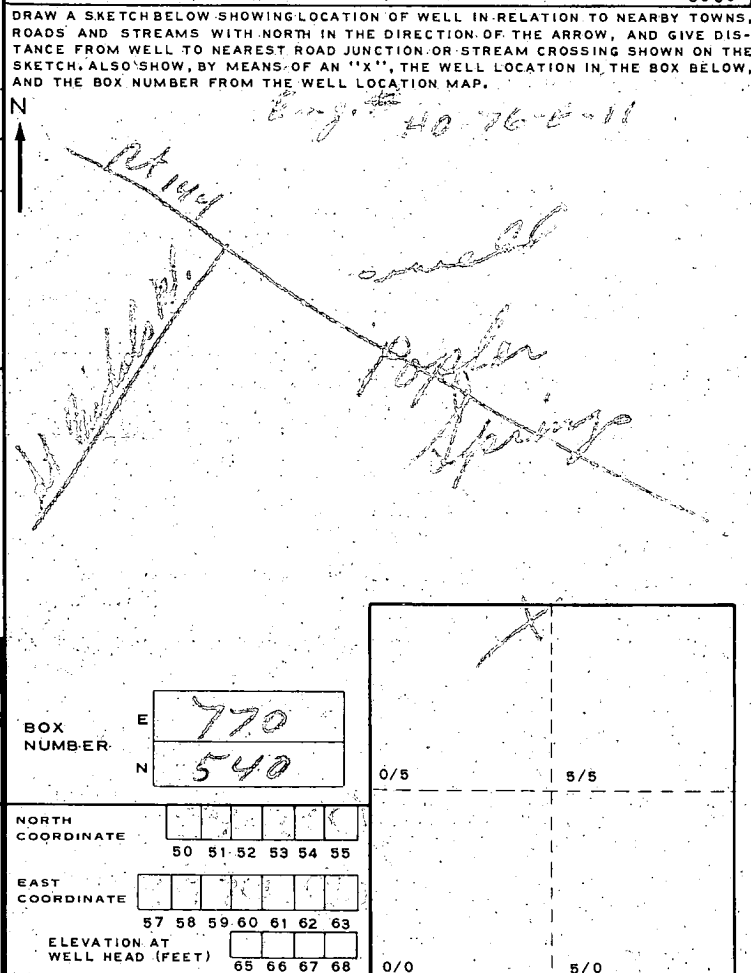 DRAW A SKETCH BELOW SHOWING LOCATION OF WELL IN RELATION TO NEARBY TOWNS,
ROADS AND STREAMS WITH NORTH IN THE DIRECTION OF THE ARROW, AND GIVE DIS-
TANCE FROM WELL TO NEAREST ROAD JUNCTION OR STREAM CROSSING SHOWN ON THE
SKETCH. ALSO SHOW, BY MEANS OF AN "X", THE WELL LOCATION IN THE BOX BELOW,
AND THE BOX NUMBER FROM THE WELL LOCATION MAP.
N
HO-76-E-11
Rt 144
well
Popler
Springs
X
BOX
NUMBER
E 770
N 540
0/5 5/5
NORTH
COORDINATE
50 51 52 53 54 55
EAST
COORDINATE
57 58 59 60 61 62 63
ELEVATION AT
WELL HEAD (FEET)
65 66 67 68
0/0 5/0